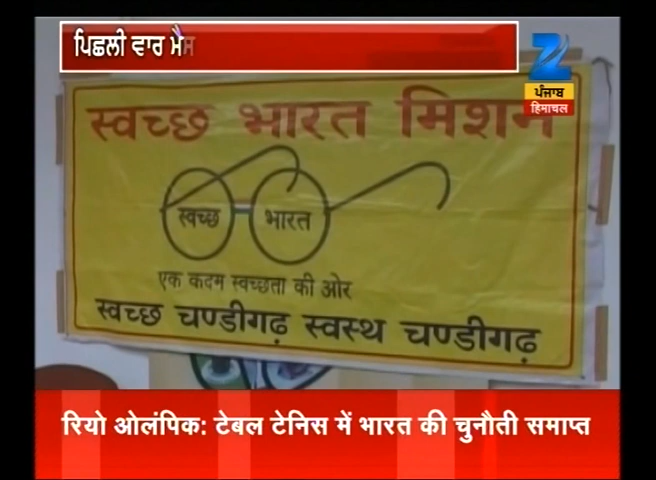 ਪਿਛਲੀ ਵਾਰ
ਪੰਜਾਬ
हिमाचल
स्वच्छ भारत मिशन
स्वच्छ भारत
एक कदम स्वच्छता की ओर
स्वच्छ चण्डीगढ़ स्वस्थ चण्डीगढ़
रियो ओलंपिक: टेबल टेनिस में भारत की चुनौती समाप्त